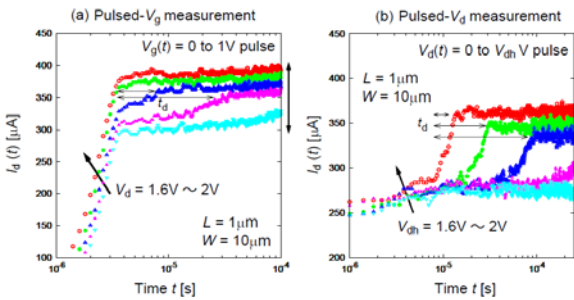 (a) Pulsed-Vg measurement
Vg(t) = 0 to 1V pulse
td
Vd = 1.6V ～ 2V
L = 1μm
W = 10μm
Id (t) [μA]
450
400
350
300
250
200
150
100
10-6
10-5
10-4
Time t [s]
(b) Pulsed-Vd measurement
Vd(t) = 0 to Vdh V pulse
L = 1μm
W = 10μm
td
Vdh = 1.6V ～ 2V
Id (t) [μA]
400
350
300
250
200
10-6
10-5
10-4
Time t [s]